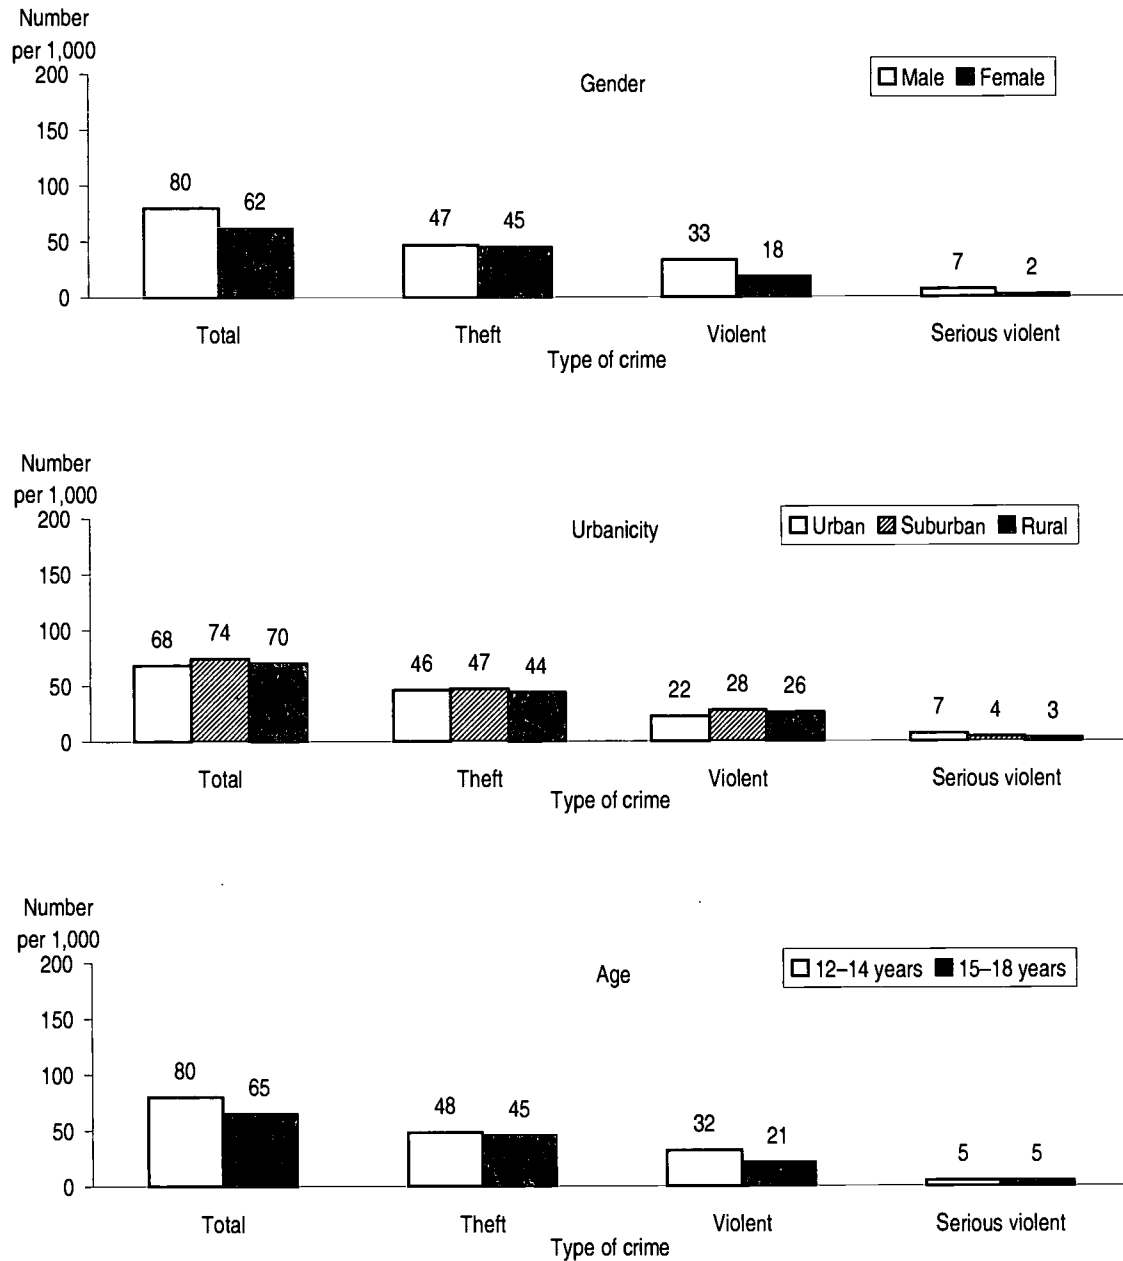 Number
per 1,000
Gender
Male Female
200
150
100
50
0
80 62 47 45 33 18 7 2
Total Theft Violent Serious violent
Type of crime
Number
per 1,000
Urbanicity
Urban Suburban Rural
200
150
100
50
0
68 74 70 46 47 44 22 28 26 7 4 3
Total Theft Violent Serious violent
Type of crime
Number
per 1,000
Age
12–14 years 15–18 years
200
150
100
50
0
80 65 48 45 32 21 5 5
Total Theft Violent Serious violent
Type of crime